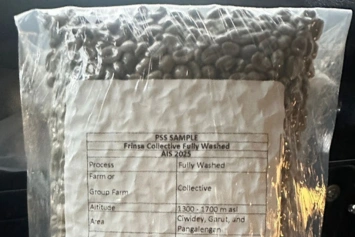 PSS SAMPLE
Frinsa Collective Fully Washed
AIS 2025
Process Fully Washed
Farm or
Group Farm Collective
Altitude 1300 - 1700 m asl
Area Ciwidey, Gurut, and
Pangalengan